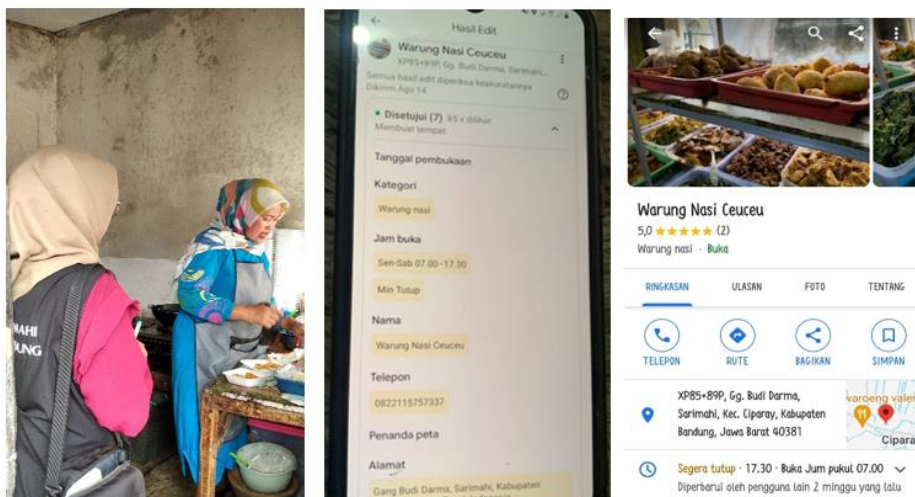 MAHI
UNG
Hasil Edit
Warung Nasi Ceuceu
XP85+89P, Gg. Budi Darma, Sarimahi,...
Semua hasil edit diperiksa keakuratannya
Dikirim Agu 14
Disetujui (7) 85 x dilihat
Membuat tempat
Tanggal pembukaan
Kategori
Warung nasi
Jam buka
Sen-Sab 07.00–17.30
Min Tutup
Nama
Warung Nasi Ceuceu
Telepon
0822115757337
Penanda peta
Alamat
Gang Budi Darma, Sarimahi, Kabupaten
Warung Nasi Ceuceu
5,0 ★★★★★ (2)
Warung nasi · Buka
RINGKASAN ULASAN FOTO TENTANG
TELEPON RUTE BAGIKAN SIMPAN
XP85+89P, Gg. Budi Darma,
Sarimahi, Kec. Ciparay, Kabupaten
Bandung, Jawa Barat 40381
waroeng valen
Cipara
Segera tutup · 17.30 · Buka Jum pukul 07.00
Diperbarui oleh pengguna lain 2 minggu yang lalu